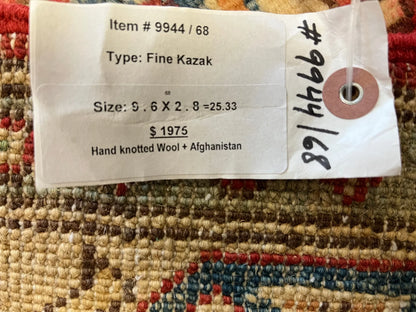 Item # 9944 / 68
Type: Fine Kazak
Size: 9 . 6 X 2 . 8 =25.33
$ 1975
Hand knotted Wool + Afghanistan
#9944/68